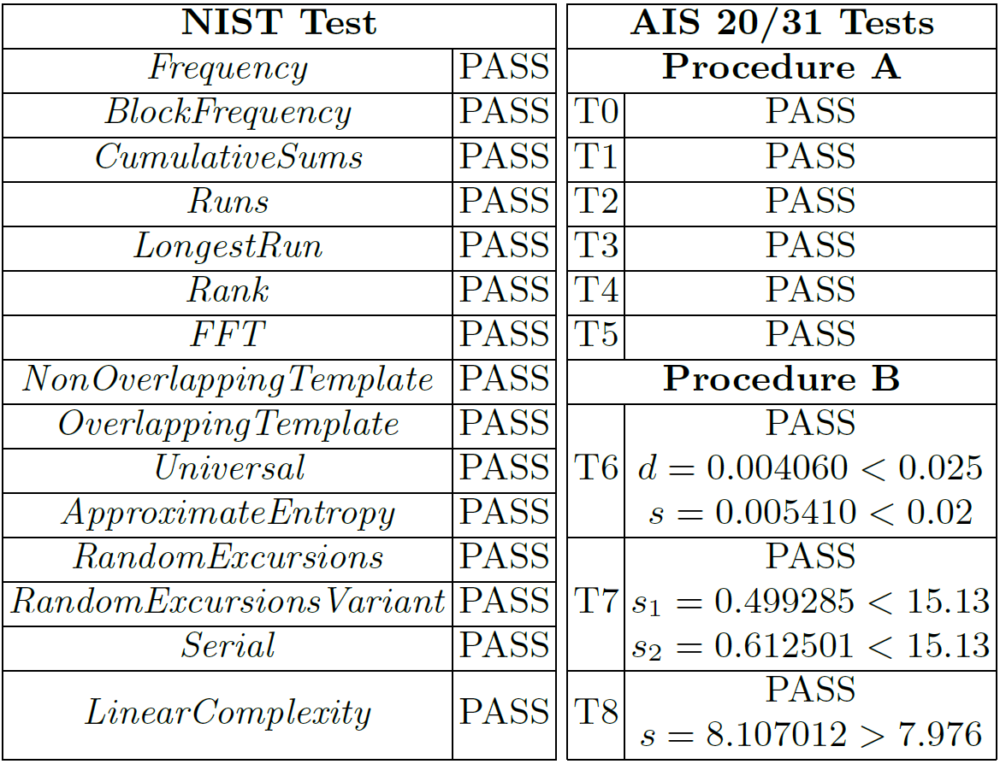 NIST Test
Frequency PASS
BlockFrequency PASS
CumulativeSums PASS
Runs PASS
LongestRun PASS
Rank PASS
FFT PASS
NonOverlappingTemplate PASS
OverlappingTemplate PASS
Universal PASS
ApproximateEntropy PASS
RandomExcursions PASS
RandomExcursionsVariant PASS
Serial PASS
LinearComplexity PASS
AIS 20/31 Tests
Procedure A
T0 PASS
T1 PASS
T2 PASS
T3 PASS
T4 PASS
T5 PASS
Procedure B
PASS
T6 d = 0.004060 < 0.025
s = 0.005410 < 0.02
PASS
T7 s₁ = 0.499285 < 15.13
s₂ = 0.612501 < 15.13
PASS
T8
s = 8.107012 > 7.976